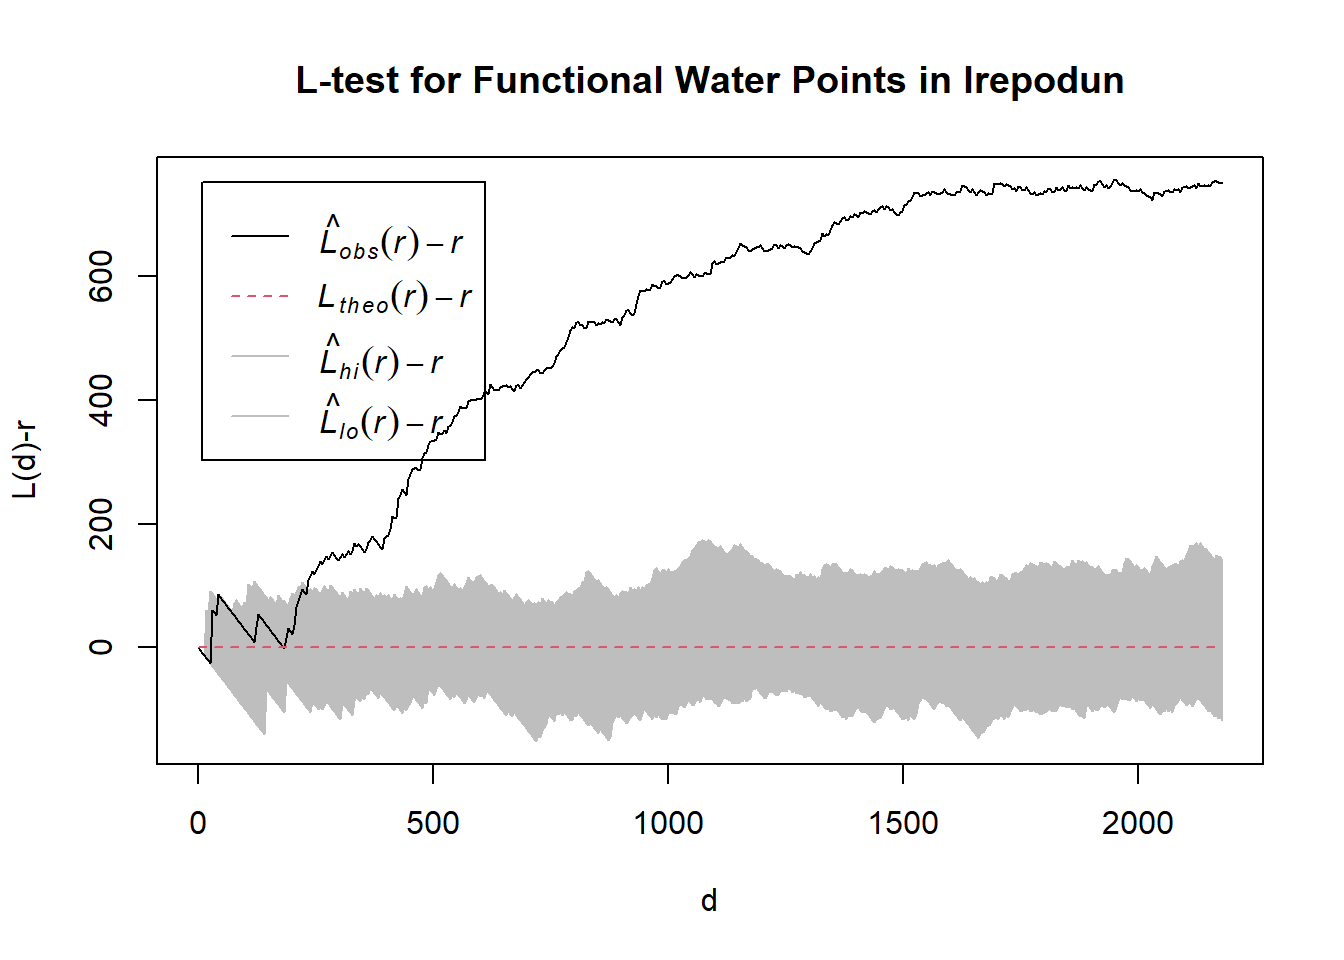 L-test for Functional Water Points in Irepodun
L̂obs(r) − r
Ltheo(r) − r
L̂hi(r) − r
L̂lo(r) − r
L(d)-r
600
400
200
0
0 500 1000 1500 2000
d